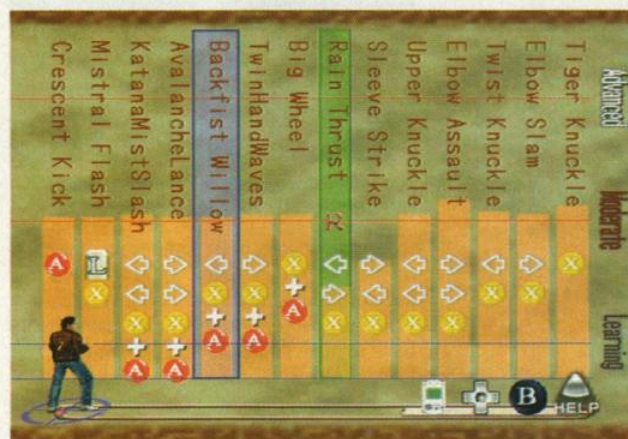 Advanced Moderate Learning
Tiger Knuckle X HELP
Elbow Slam X B
Twist Knuckle X
Elbow Assault X
Upper Knuckle X
Sleeve Strike X
Rain Thrust R X
Big Wheel X+A
TwinHandWaves X+A
Backfist Willow X+A
AvalancheLance X+A
KatanaMistSlash X+A
Mistral Flash L X
Crescent Kick A